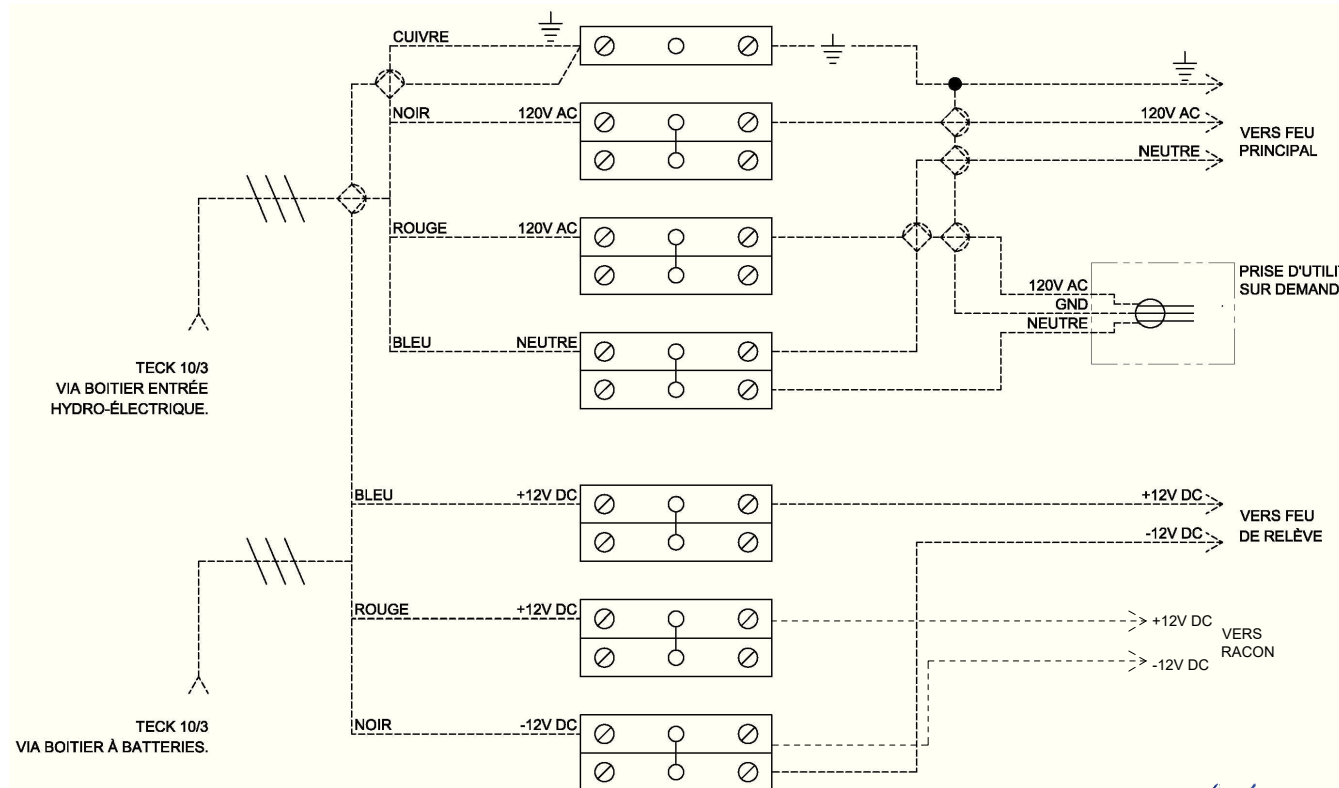 CUIVRE
NOIR 120V AC
120V AC
NEUTRE
VERS FEU
PRINCIPAL
ROUGE 120V AC
PRISE D'UTILI
SUR DEMAND
120V AC
GND
NEUTRE
BLEU NEUTRE
TECK 10/3
VIA BOITIER ENTRÉE
HYDRO-ÉLECTRIQUE.
BLEU +12V DC
+12V DC
-12V DC
VERS FEU
DE RELÈVE
ROUGE +12V DC
+12V DC
-12V DC
VERS
RACON
NOIR -12V DC
TECK 10/3
VIA BOITIER À BATTERIES.